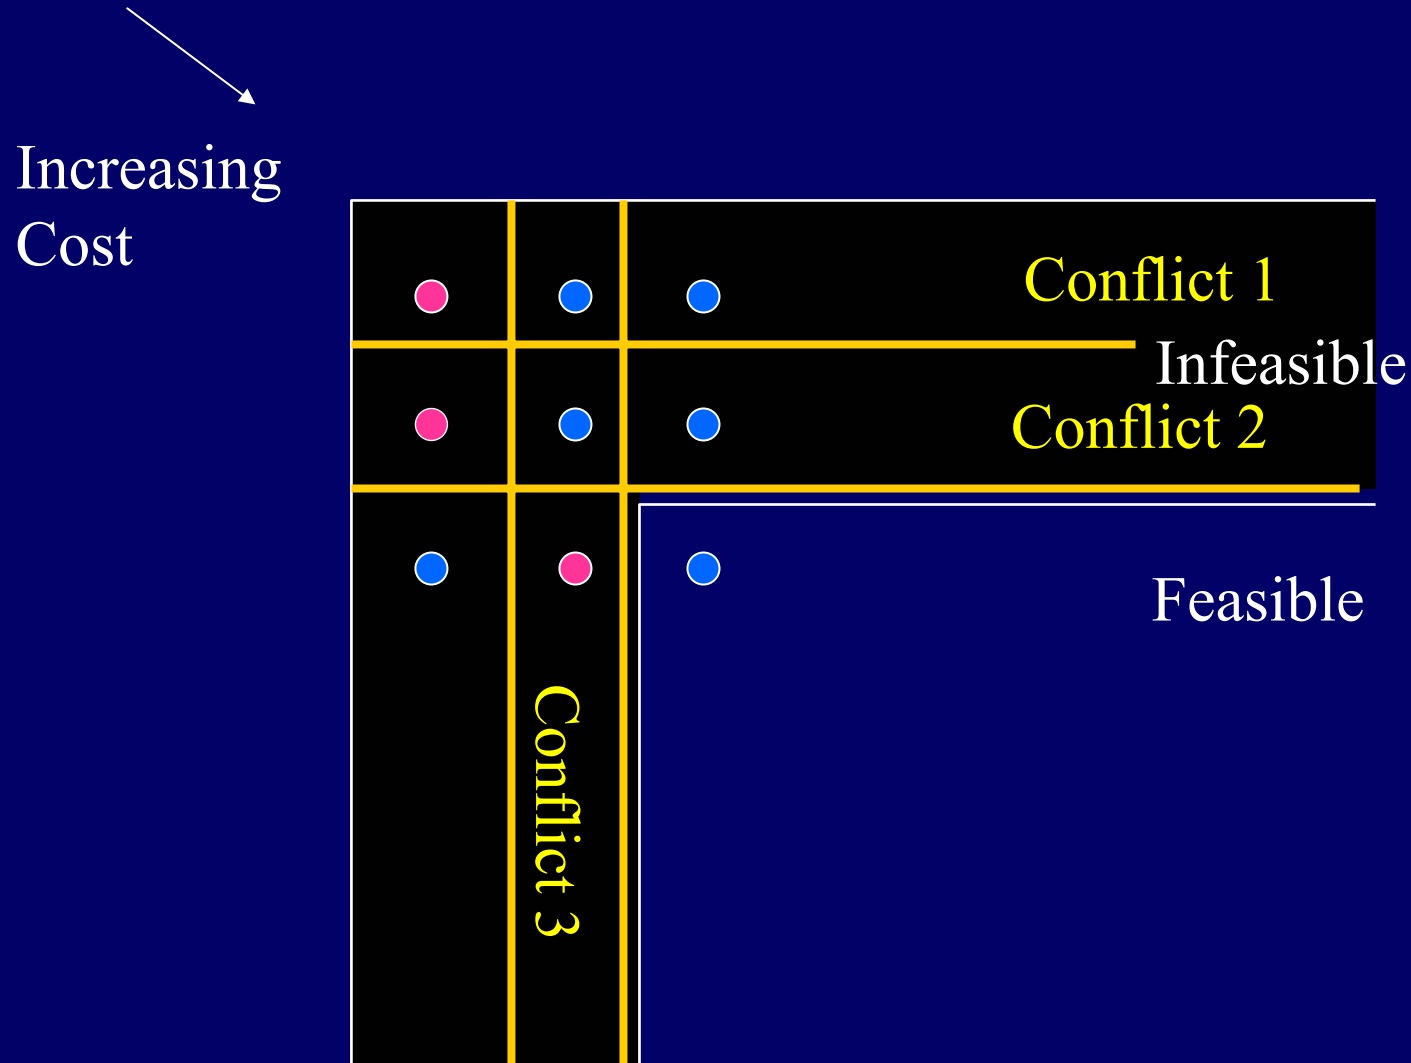 Increasing
Cost
Conflict 1
Infeasible
Conflict 2
Feasible
Conflict 3